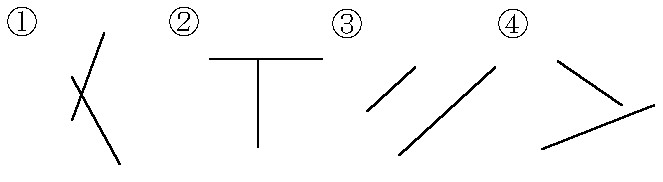 ① ② ③ ④